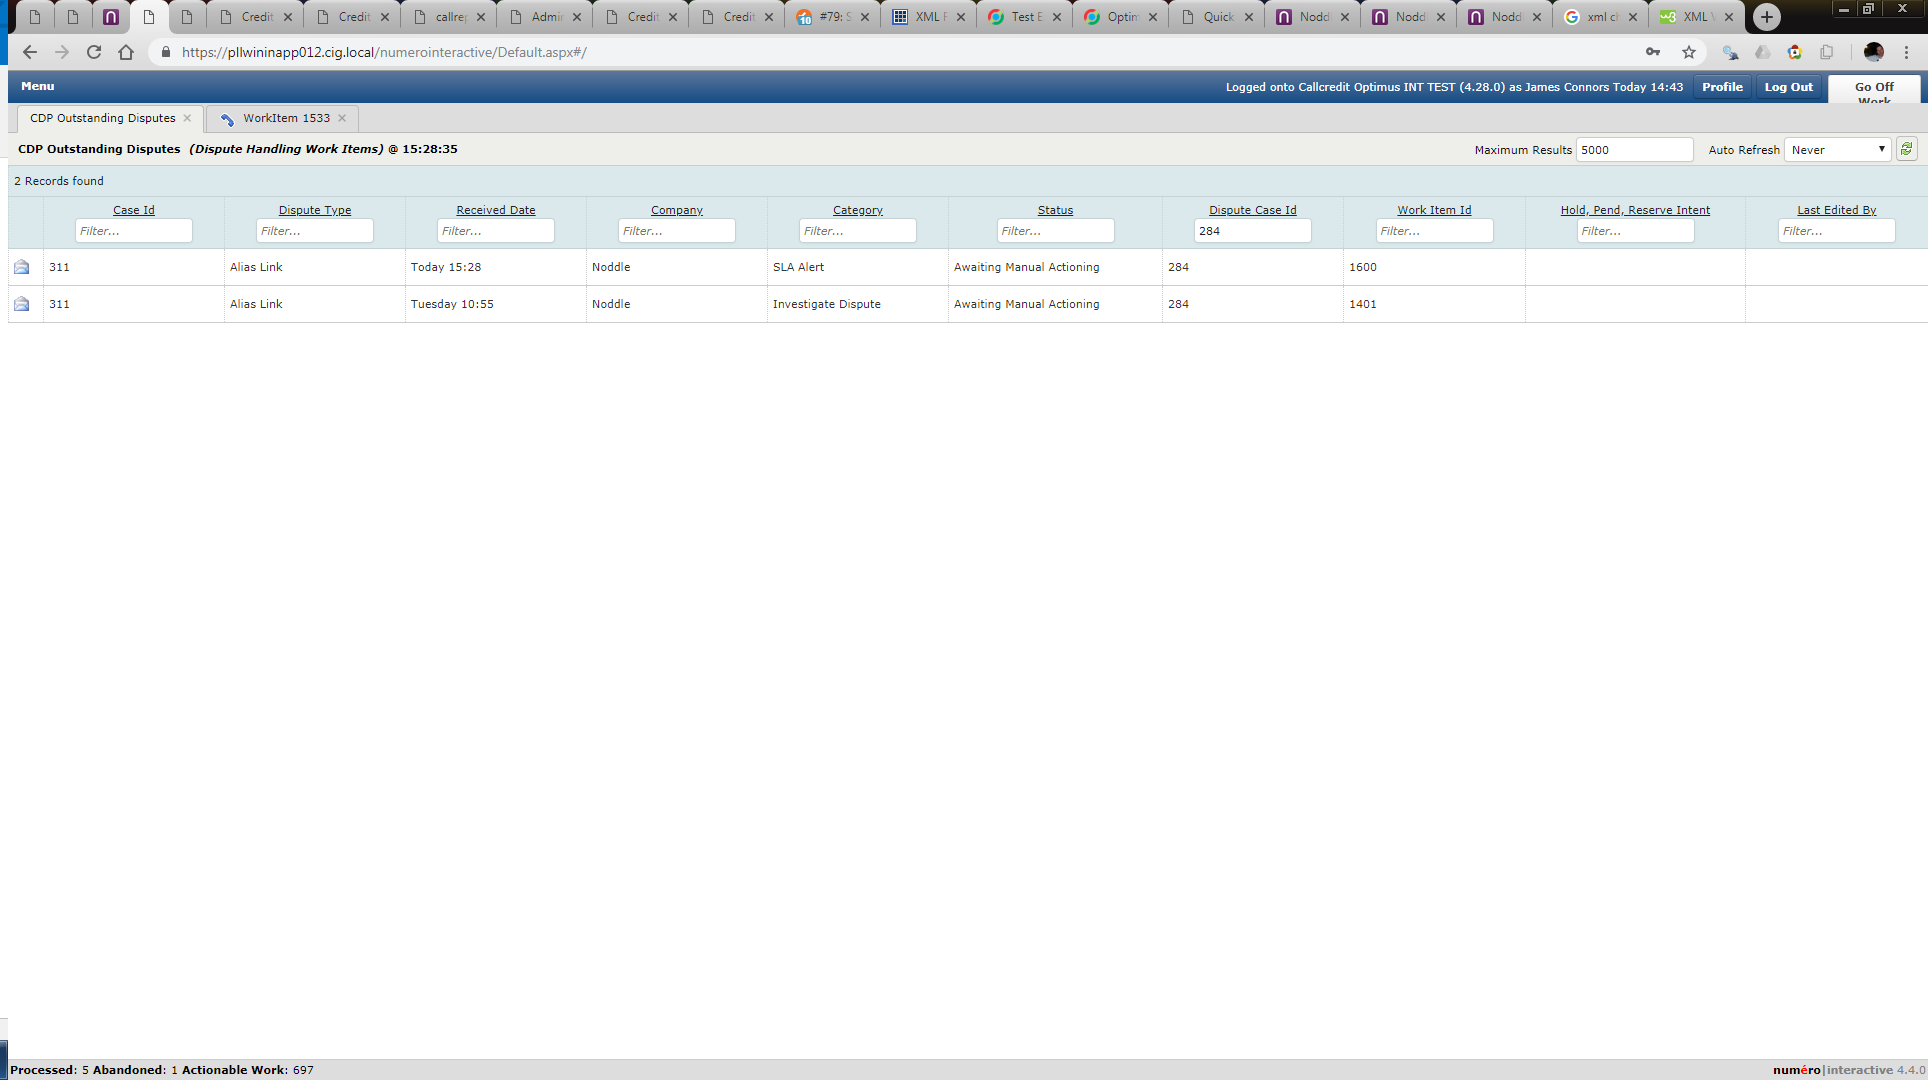 Credit Credit callrep Admin Credit Credit #79: S XML F Test E Optim Quick Noddl Noddl Noddl xml ch XML V
https://pllwininapp012.cig.local/numerointeractive/Default.aspx#/
Menu Logged onto Callcredit Optimus INT TEST (4.28.0) as James Connors Today 14:43 Profile Log Out Go Off Work
CDP Outstanding Disputes WorkItem 1533
CDP Outstanding Disputes (Dispute Handling Work Items) @ 15:28:35 Maximum Results 5000 Auto Refresh Never
2 Records found
Case Id Dispute Type Received Date Company Category Status Dispute Case Id Work Item Id Hold, Pend, Reserve Intent Last Edited By
Filter... Filter... Filter... Filter... Filter... Filter... 284 Filter... Filter... Filter...
311 Alias Link Today 15:28 Noddle SLA Alert Awaiting Manual Actioning 284 1600
311 Alias Link Tuesday 10:55 Noddle Investigate Dispute Awaiting Manual Actioning 284 1401
Processed: 5 Abandoned: 1 Actionable Work: 697 numéro|interactive 4.4.0